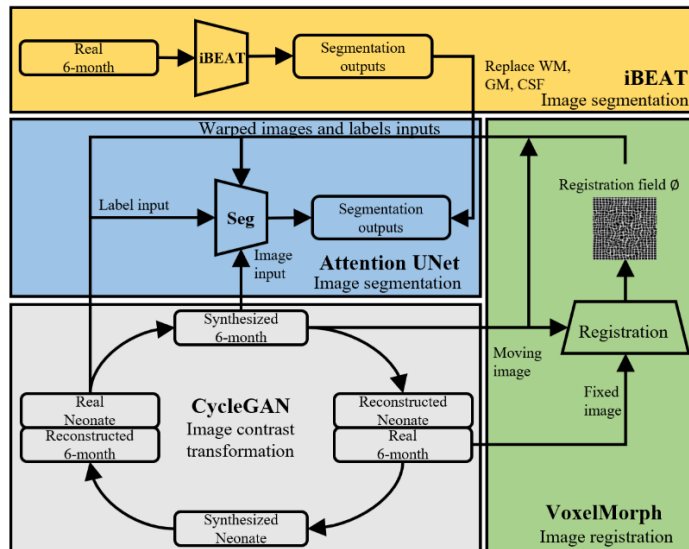 Real
6-month
iBEAT
Segmentation
outputs
Replace WM,
GM, CSF
iBEAT
Image segmentation
Warped images and labels inputs
Label input
Seg
Segmentation
outputs
Image
input
Attention UNet
Image segmentation
Registration field Ø
Registration
Moving
image
Fixed
image
VoxelMorph
Image registration
Synthesized
6-month
Real
Neonate
Reconstructed
6-month
CycleGAN
Image contrast
transformation
Reconstructed
Neonate
Real
6-month
Synthesized
Neonate